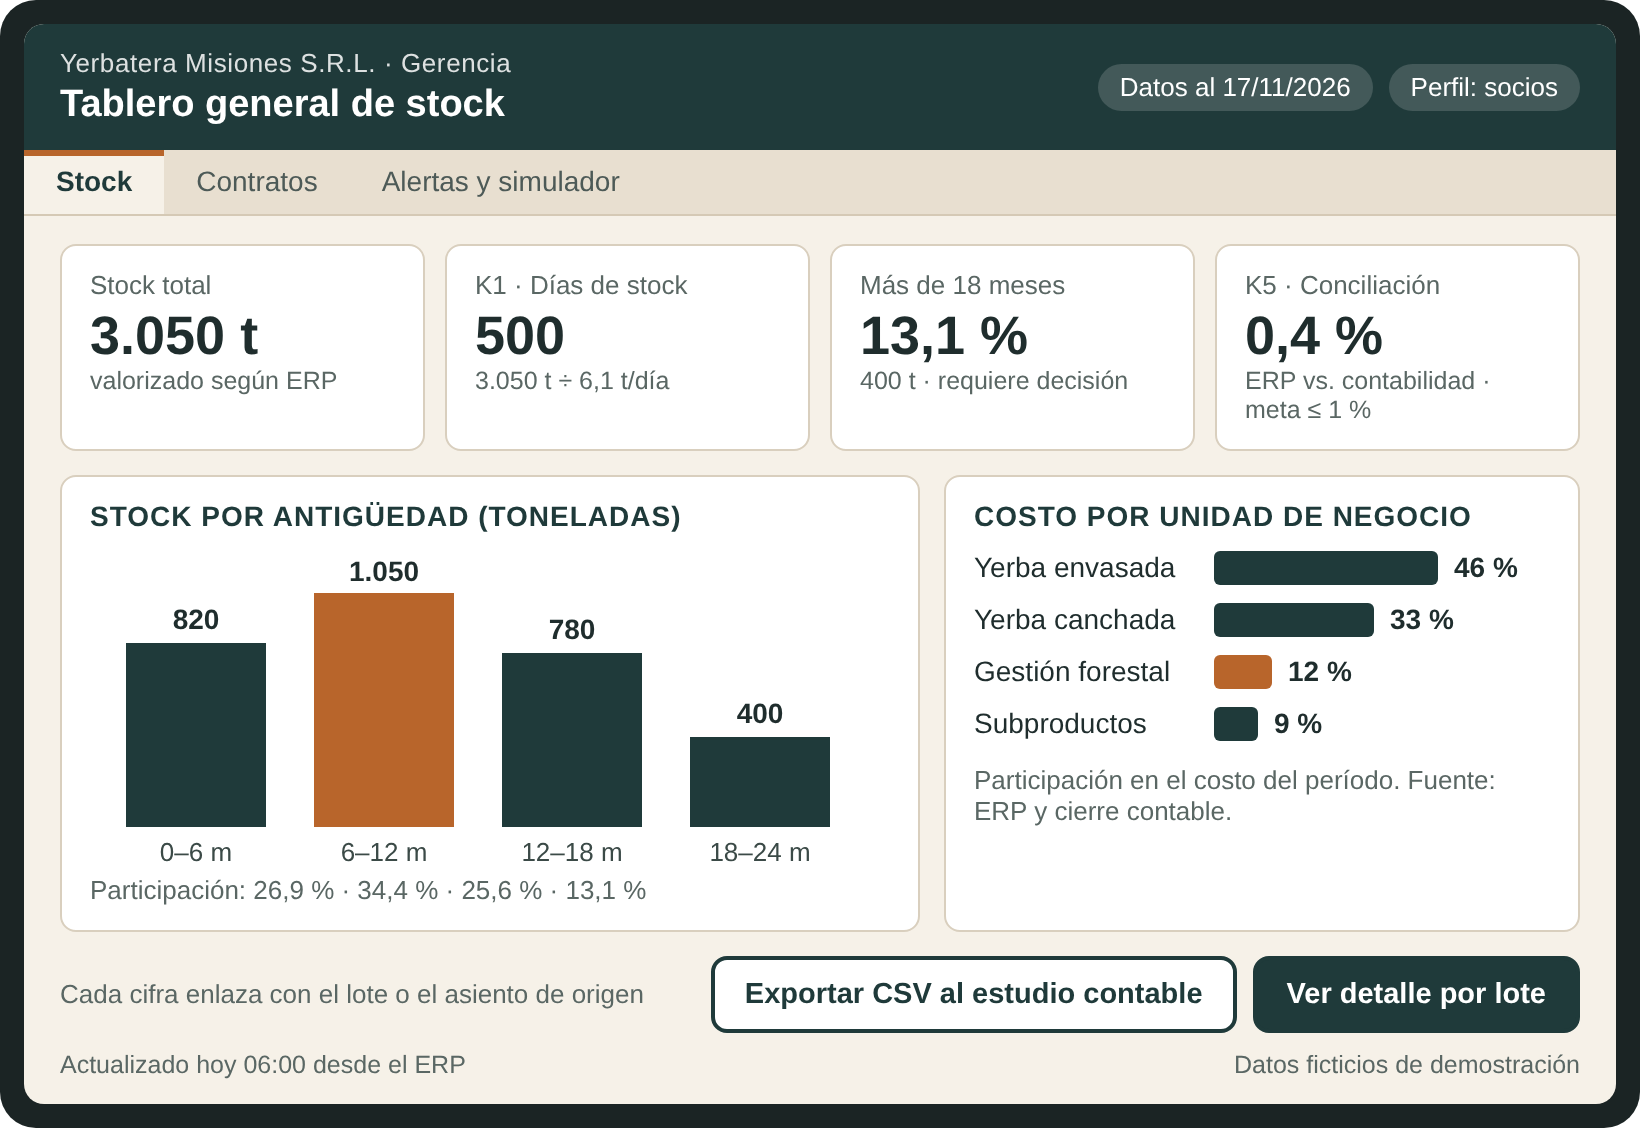 Yerbatera Misiones S.R.L. · Gerencia
Tablero general de stock
Datos al 17/11/2026
Perfil: socios
Stock
Contratos
Alertas y simulador
Stock total
3.050 t
valorizado según ERP
K1 · Días de stock
500
3.050 t ÷ 6,1 t/día
Más de 18 meses
13,1 %
400 t · requiere decisión
K5 · Conciliación
0,4 %
ERP vs. contabilidad ·
meta ≤ 1 %
STOCK POR ANTIGÜEDAD (TONELADAS)
820
1.050
780
400
0–6 m
6–12 m
12–18 m
18–24 m
Participación: 26,9 % · 34,4 % · 25,6 % · 13,1 %
COSTO POR UNIDAD DE NEGOCIO
Yerba envasada 46 %
Yerba canchada 33 %
Gestión forestal 12 %
Subproductos 9 %
Participación en el costo del período. Fuente:
ERP y cierre contable.
Cada cifra enlaza con el lote o el asiento de origen
Exportar CSV al estudio contable
Ver detalle por lote
Actualizado hoy 06:00 desde el ERP
Datos ficticios de demostración